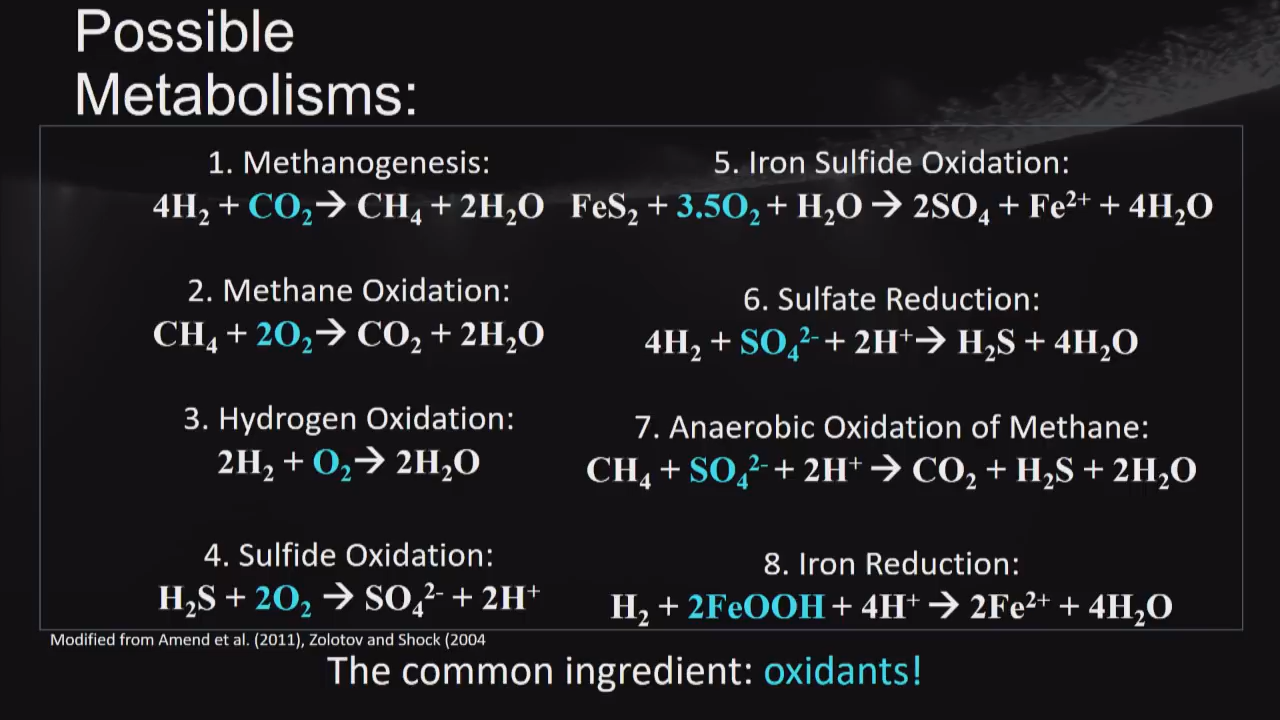 Possible
Metabolisms:
1. Methanogenesis:
4H₂ + CO₂→ CH₄ + 2H₂O
2. Methane Oxidation:
CH₄ + 2O₂→ CO₂ + 2H₂O
3. Hydrogen Oxidation:
2H₂ + O₂→ 2H₂O
4. Sulfide Oxidation:
H₂S + 2O₂ → SO₄²⁻ + 2H⁺
5. Iron Sulfide Oxidation:
FeS₂ + 3.5O₂ + H₂O → 2SO₄ + Fe²⁺ + 4H₂O
6. Sulfate Reduction:
4H₂ + SO₄²⁻ + 2H⁺→ H₂S + 4H₂O
7. Anaerobic Oxidation of Methane:
CH₄ + SO₄²⁻ + 2H⁺ → CO₂ + H₂S + 2H₂O
8. Iron Reduction:
H₂ + 2FeOOH + 4H⁺ → 2Fe²⁺ + 4H₂O
Modified from Amend et al. (2011), Zolotov and Shock (2004
The common ingredient: oxidants!